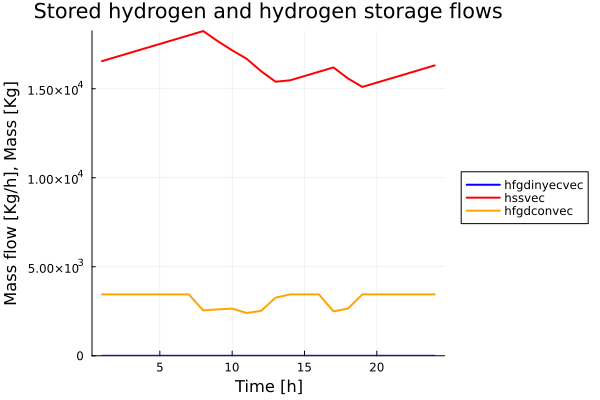 Stored hydrogen and hydrogen storage flows
Mass flow [Kg/h], Mass [Kg]
1.50×10⁴
1.00×10⁴
5.00×10³
0
5 10 15 20
Time [h]
hfgdinyecvec
hssvec
hfgdconvec